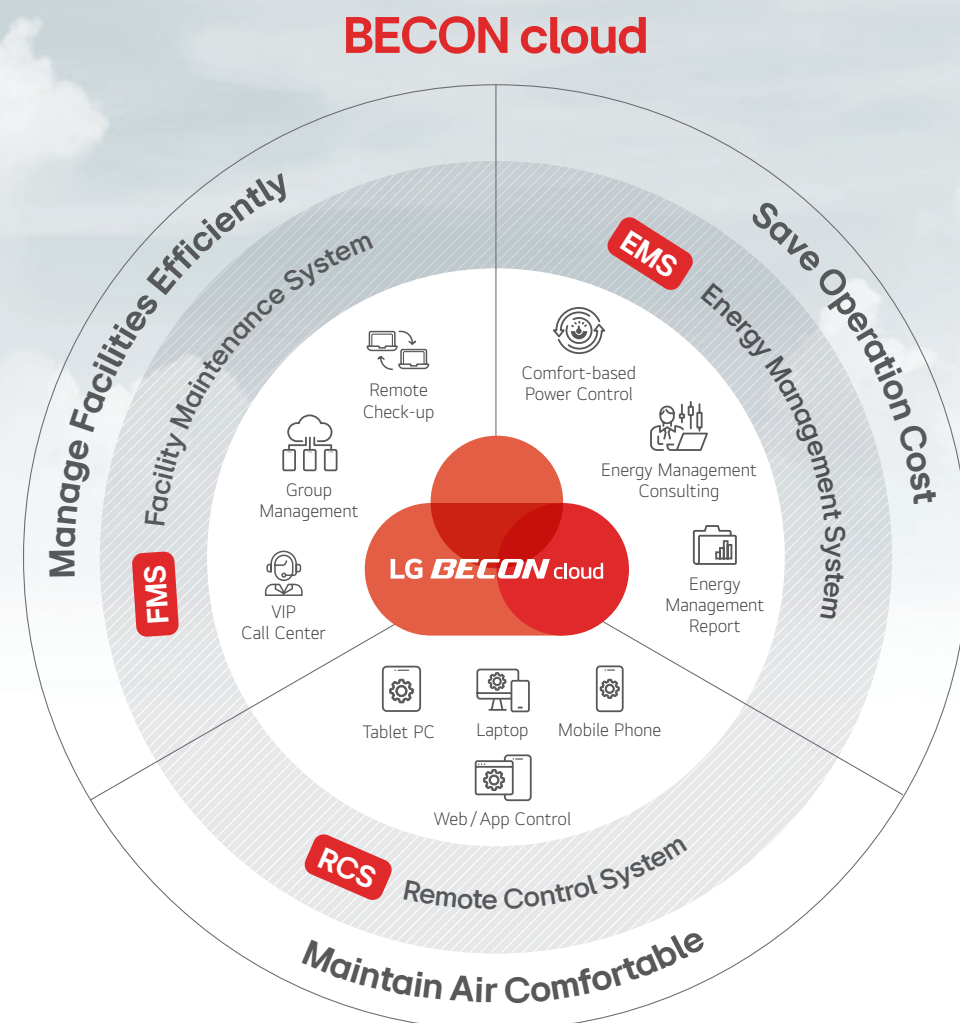 BECON cloud
Manage Facilities Efficiently
FMS
Facility Maintenance System
Remote
Check-up
Group
Management
VIP
Call Center
Save Operation Cost
EMS
Energy Management System
Comfort-based
Power Control
Energy Management
Consulting
Energy
Management
Report
LG BECON cloud
Tablet PC
Laptop
Mobile Phone
Web / App Control
RCS
Remote Control System
Maintain Air Comfortable